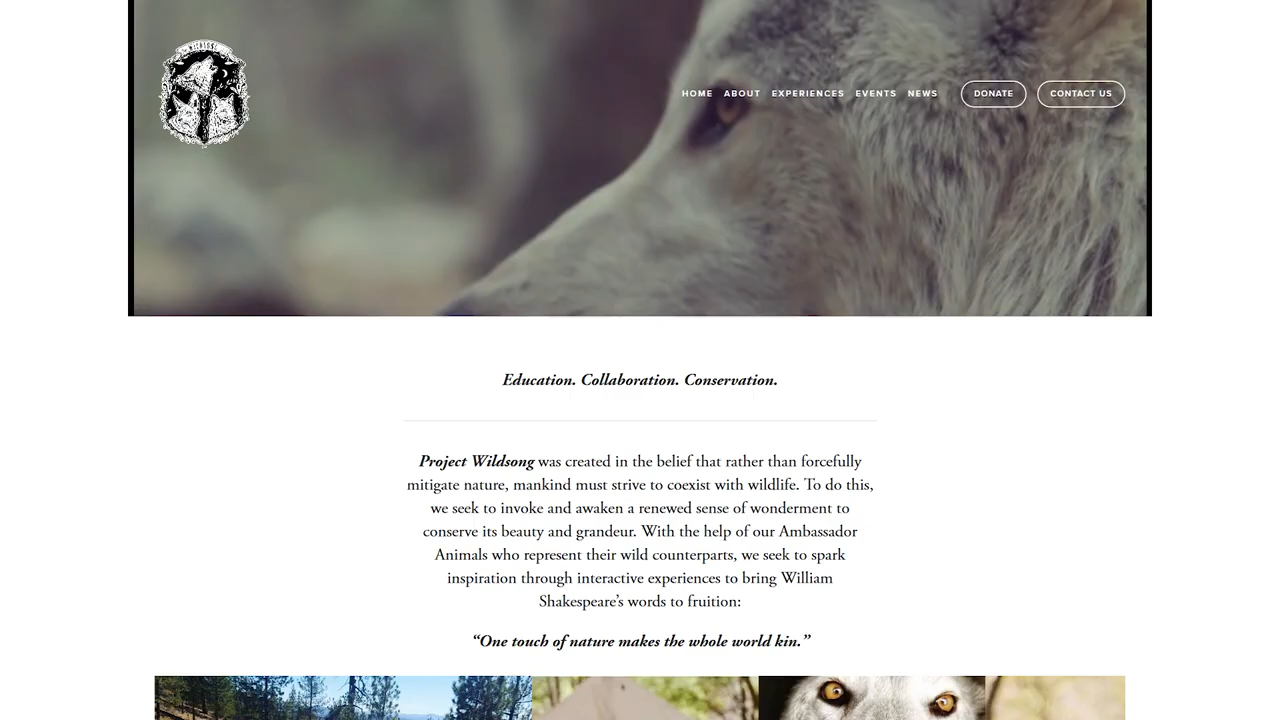 HOME ABOUT EXPERIENCES EVENTS NEWS DONATE CONTACT US
Education. Collaboration. Conservation.
Project Wildsong was created in the belief that rather than forcefully
mitigate nature, mankind must strive to coexist with wildlife. To do this,
we seek to invoke and awaken a renewed sense of wonderment to
conserve its beauty and grandeur. With the help of our Ambassador
Animals who represent their wild counterparts, we seek to spark
inspiration through interactive experiences to bring William
Shakespeare’s words to fruition:
“One touch of nature makes the whole world kin.”